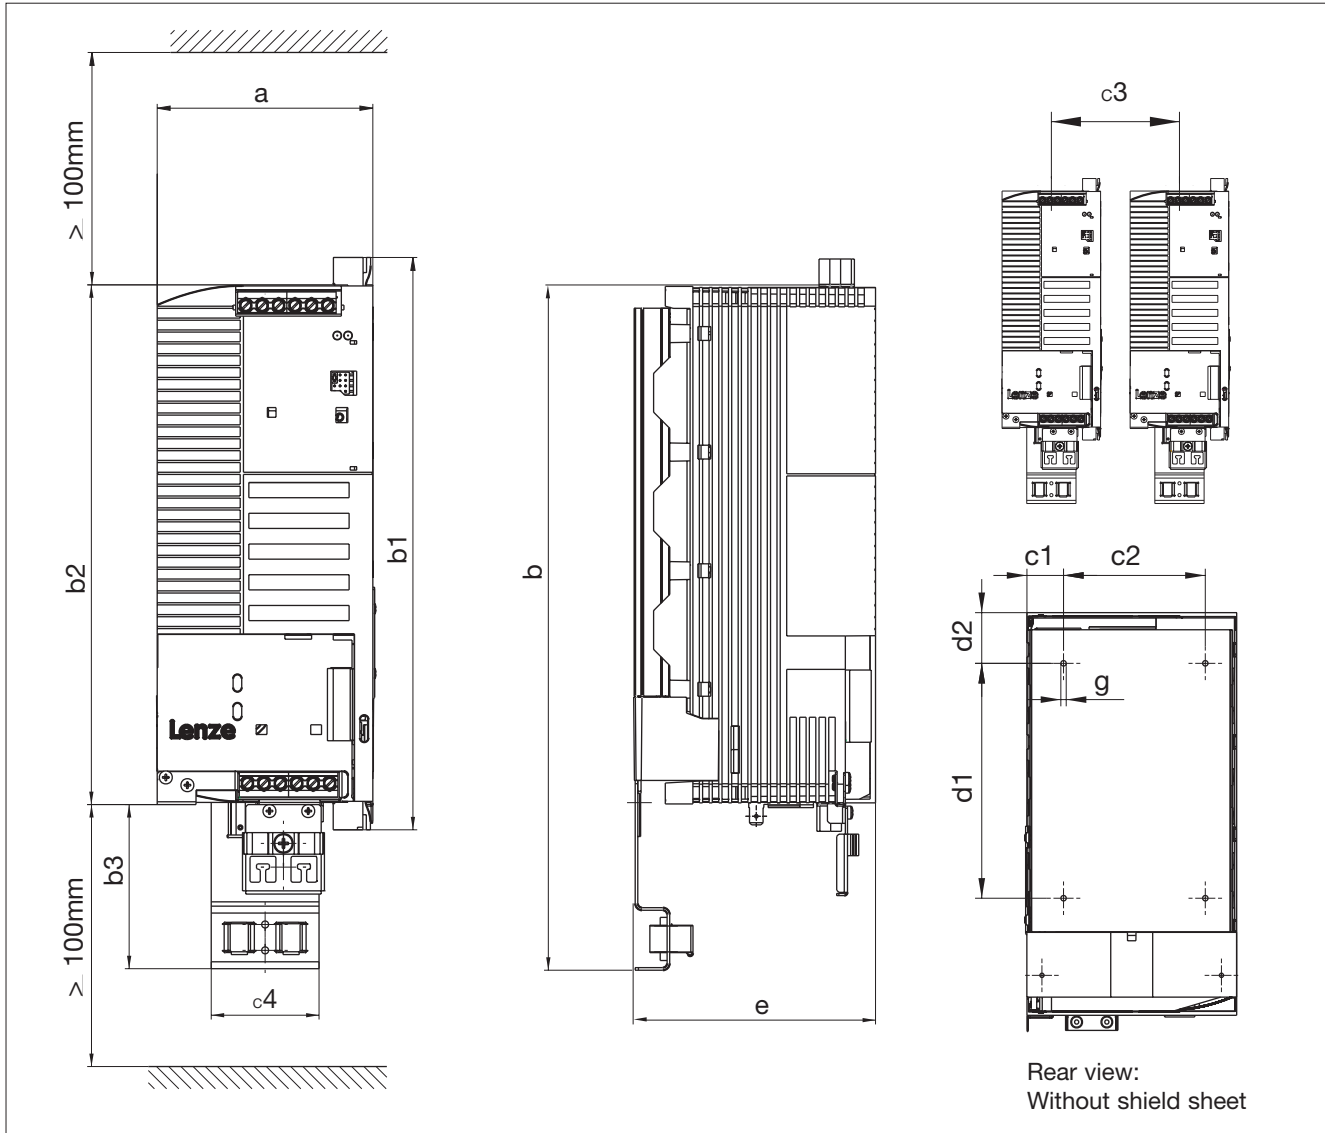 a
> 100mm
b2
b1
Lenze
b3
> 100mm
c4
b
e
c3
Lenze
Lenze
c1
c2
d2
g
d1
Rear view:
Without shield sheet